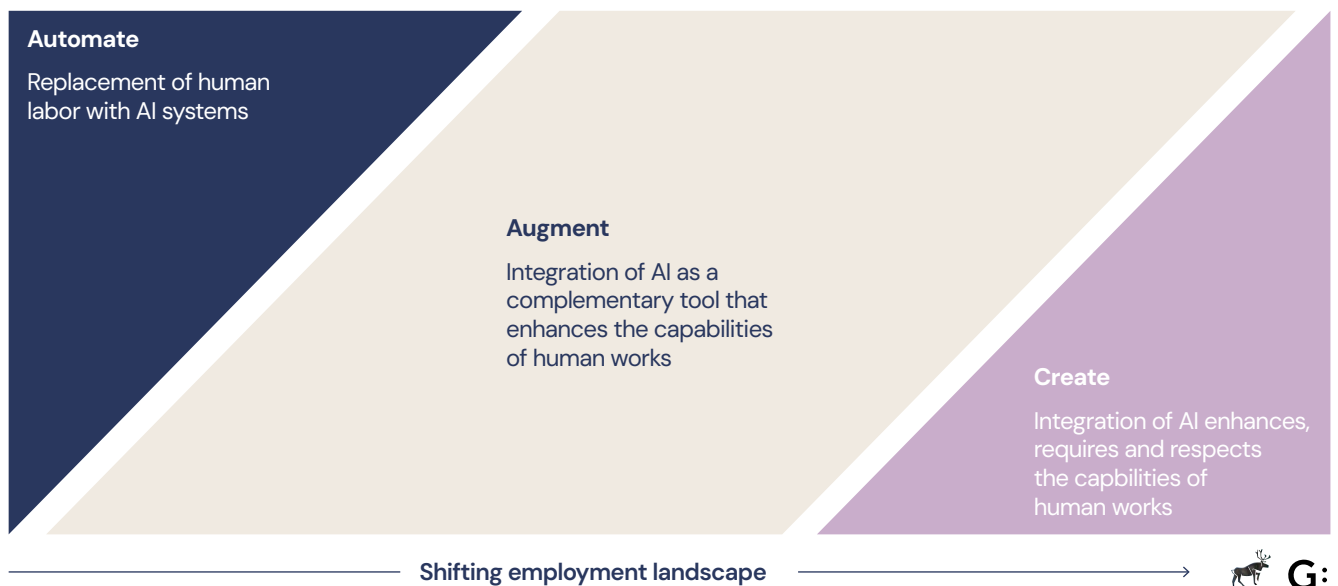 Automate
Replacement of human
labor with AI systems
Augment
Integration of AI as a
complementary tool that
enhances the capabilities
of human works
Create
Integration of AI enhances,
requires and respects
the capbilities of
human works
Shifting employment landscape
G: